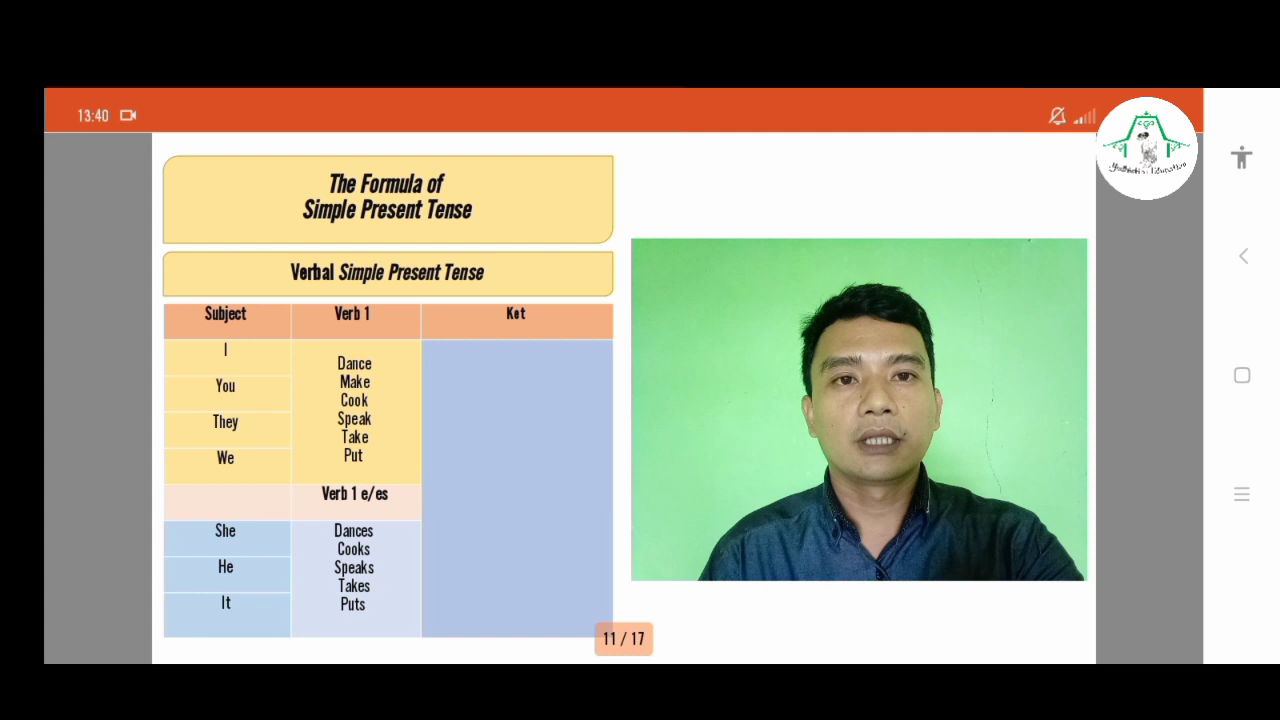 13:40
The Formula of
Simple Present Tense
Verbal Simple Present Tense
Subject Verb 1 Ket
I
You
They
We
Dance
Make
Cook
Speak
Take
Put
Verb 1 e/es
She
He
It
Dances
Cooks
Speaks
Takes
Puts
11 / 17